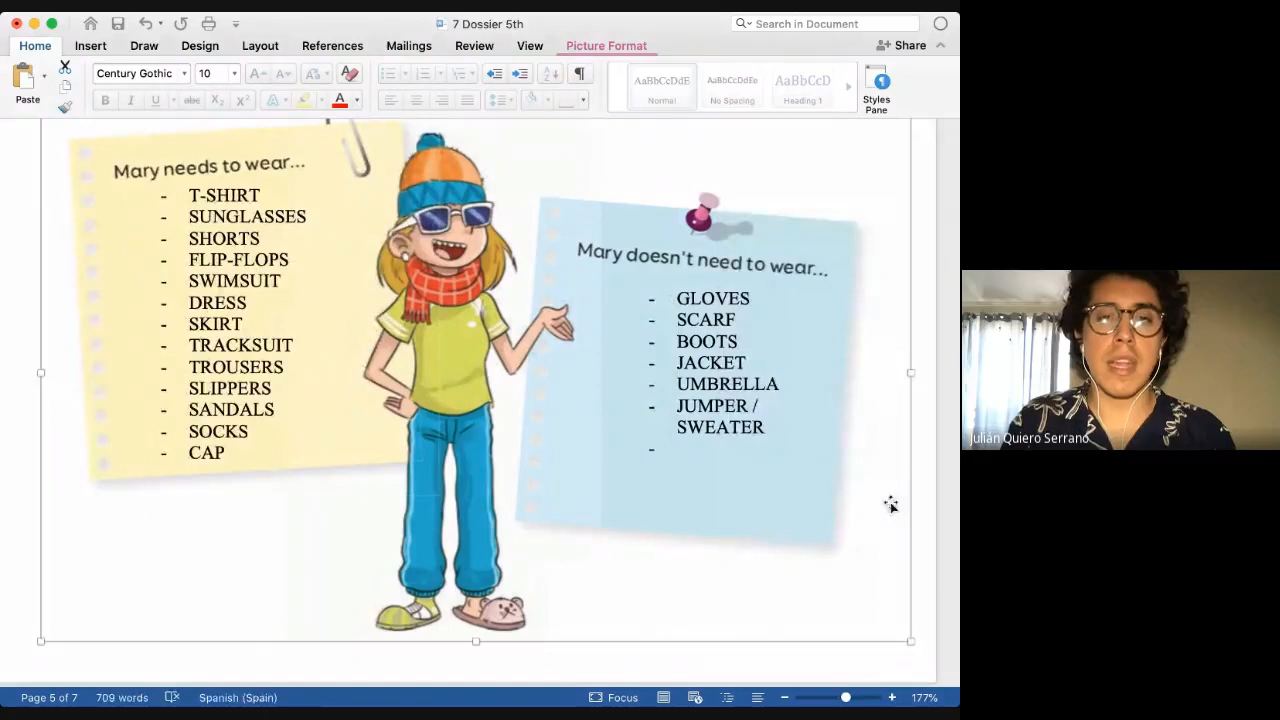 7 Dossier 5th
Search in Document
Home Insert Draw Design Layout References Mailings Review View Picture Format Share
Paste
Century Gothic 10
B I U abc X₂ X²
AaBbCcDdE AaBbCcDdEe AaBbCcD
Normal No Spacing Heading 1
Styles
Pane
Mary needs to wear...
- T-SHIRT
- SUNGLASSES
- SHORTS
- FLIP-FLOPS
- SWIMSUIT
- DRESS
- SKIRT
- TRACKSUIT
- TROUSERS
- SLIPPERS
- SANDALS
- SOCKS
- CAP
Mary doesn't need to wear...
- GLOVES
- SCARF
- BOOTS
- JACKET
- UMBRELLA
- JUMPER /
SWEATER
-
Julián Quiero Serrano
Page 5 of 7 709 words Spanish (Spain) Focus 177%